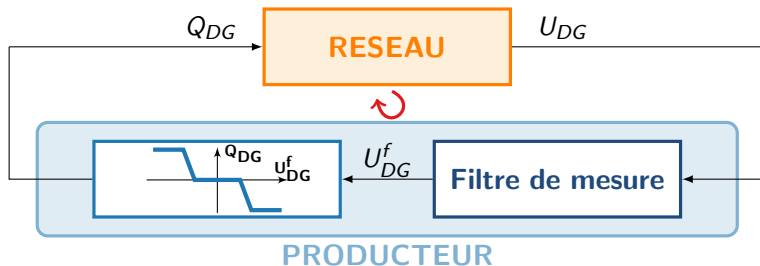 Q_DG
RESEAU
U_DG
Q_DG
U^f_DG
U^f_DG
Filtre de mesure
PRODUCTEUR